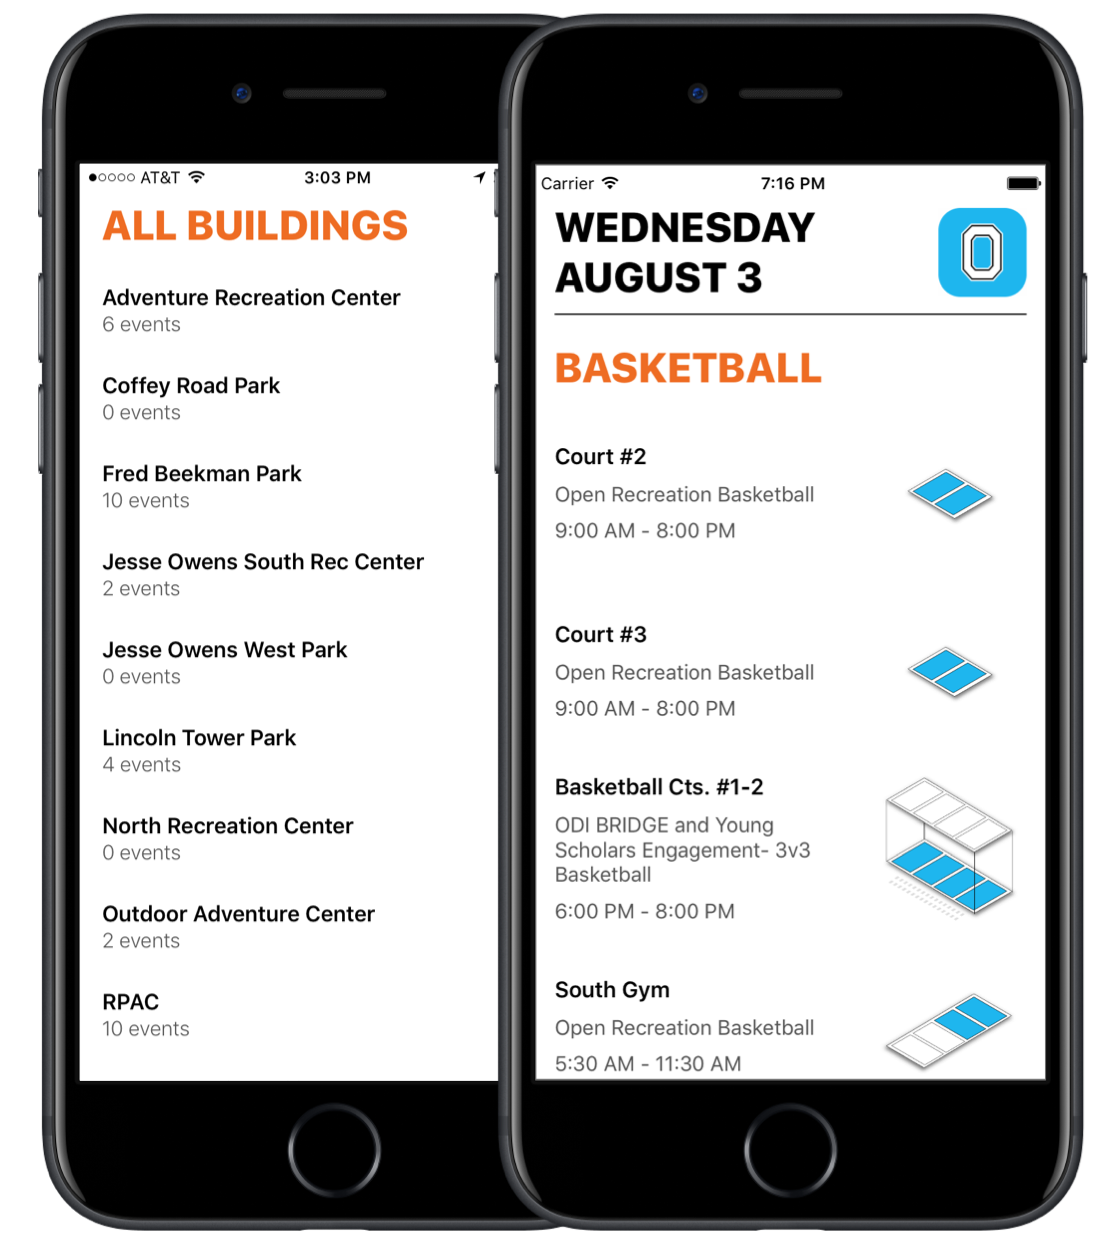 AT&T
3:03 PM
ALL BUILDINGS
Adventure Recreation Center
6 events
Coffey Road Park
0 events
Fred Beekman Park
10 events
Jesse Owens South Rec Center
2 events
Jesse Owens West Park
0 events
Lincoln Tower Park
4 events
North Recreation Center
0 events
Outdoor Adventure Center
2 events
RPAC
10 events
Carrier
7:16 PM
WEDNESDAY
AUGUST 3
O
BASKETBALL
Court #2
Open Recreation Basketball
9:00 AM - 8:00 PM
Court #3
Open Recreation Basketball
9:00 AM - 8:00 PM
Basketball Cts. #1-2
ODI BRIDGE and Young
Scholars Engagement- 3v3
Basketball
6:00 PM - 8:00 PM
South Gym
Open Recreation Basketball
5:30 AM - 11:30 AM